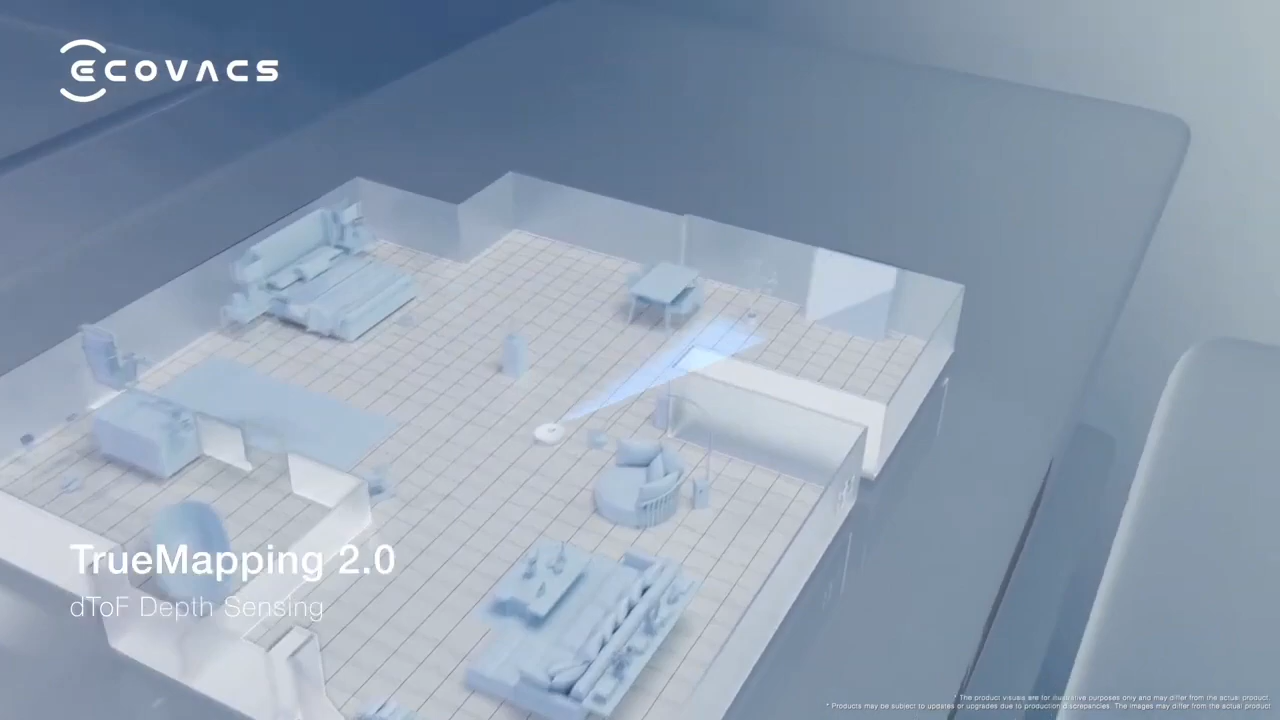 ECOVACS
TrueMapping 2.0
dToF Depth Sensing
* The product visuals are for illustrative purposes only and may differ from the actual product.
* Products may be subject to updates or upgrades due to production discrepancies. The images may differ from the actual product